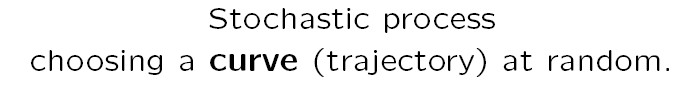 Stochastic process
choosing a curve (trajectory) at random.